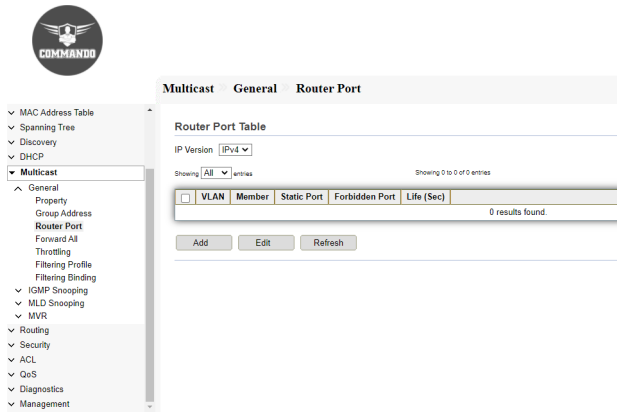 COMMANDO
Multicast General Router Port
MAC Address Table
Spanning Tree
Discovery
DHCP
Multicast
General
Property
Group Address
Router Port
Forward All
Throttling
Filtering Profile
Filtering Binding
IGMP Snooping
MLD Snooping
MVR
Routing
Security
ACL
QoS
Diagnostics
Management
Router Port Table
IP Version IPv4
Showing All entries Showing 0 to 0 of 0 entries
VLAN Member Static Port Forbidden Port Life (Sec)
0 results found.
Add Edit Refresh